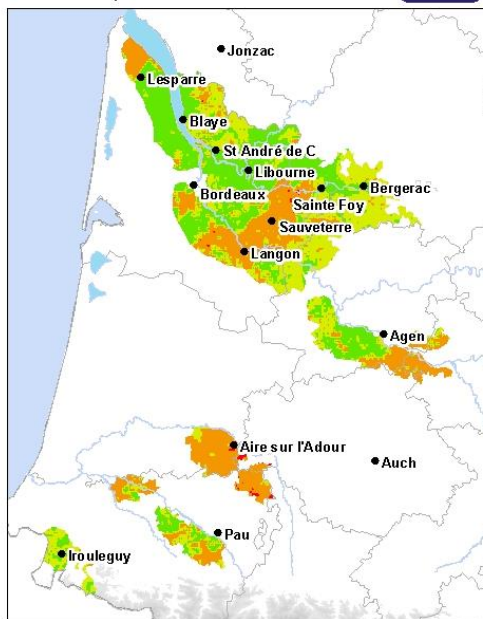 Jonzac
Lesparre
Blaye
St André de C
Libourne
Bordeaux
Bergerac
Sainte Foy
Sauveterre
Langon
Agen
Aire sur l'Adour
Auch
Pau
Irouleguy